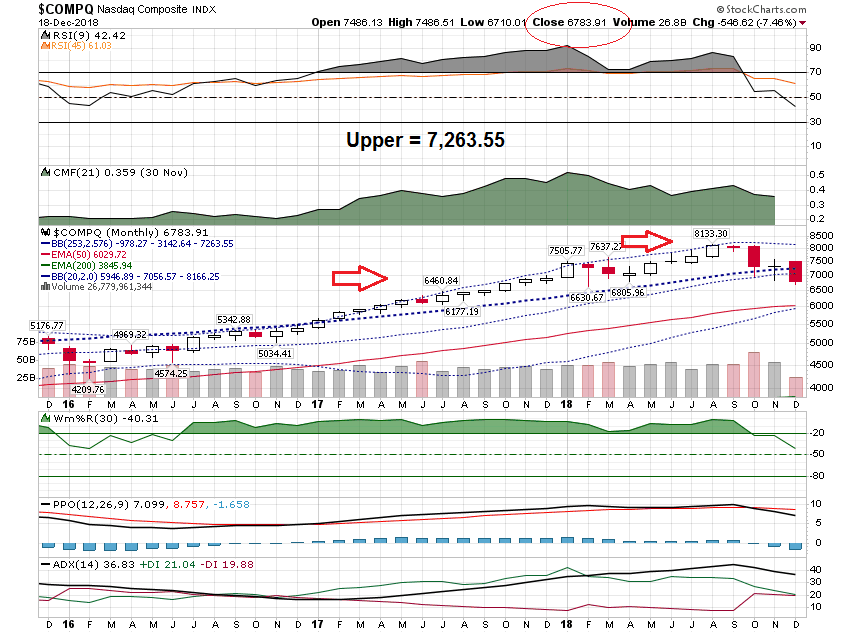 $COMPQ Nasdaq Composite INDX
© StockCharts.com
18-Dec-2018
Open 7486.13 High 7486.51 Low 6710.01 Close 6783.91 Volume 26.8B Chg -546.62 (-7.46%)
RSI(9) 42.42
RSI(45) 61.03
90
70
50
30
10
Upper = 7,263.55
CMF(21) 0.359 (30 Nov)
0.5
0.4
0.3
0.2
$COMPQ (Monthly) 6783.91
BB(253,2.576) -978.27 - 3142.64 - 7263.55
EMA(50) 6029.72
EMA(200) 3845.94
BB(20,2.0) 5946.89 - 7056.57 - 8166.25
Volume 26,779,961,344
8133.30
7505.77
7637.27
6460.84
6630.67
6805.96
6177.19
5342.88
5176.77
4969.32
5034.41
4574.25
4209.76
8500
8000
7500
7000
6500
6000
5500
5000
4500
4000
75B
50B
25B
D 16 F M A M J J A S O N D 17 F M A M J J A S O N D 18 F M A M J J A S O N D
Wm%R(30) -40.31
-20
-50
-80
PPO(12,26,9) 7.099, 8.757, -1.658
10
5
0
ADX(14) 36.83 +DI 21.04 -DI 19.88
40
30
20
10
D 16 F M A M J J A S O N D 17 F M A M J J A S O N D 18 F M A M J J A S O N D